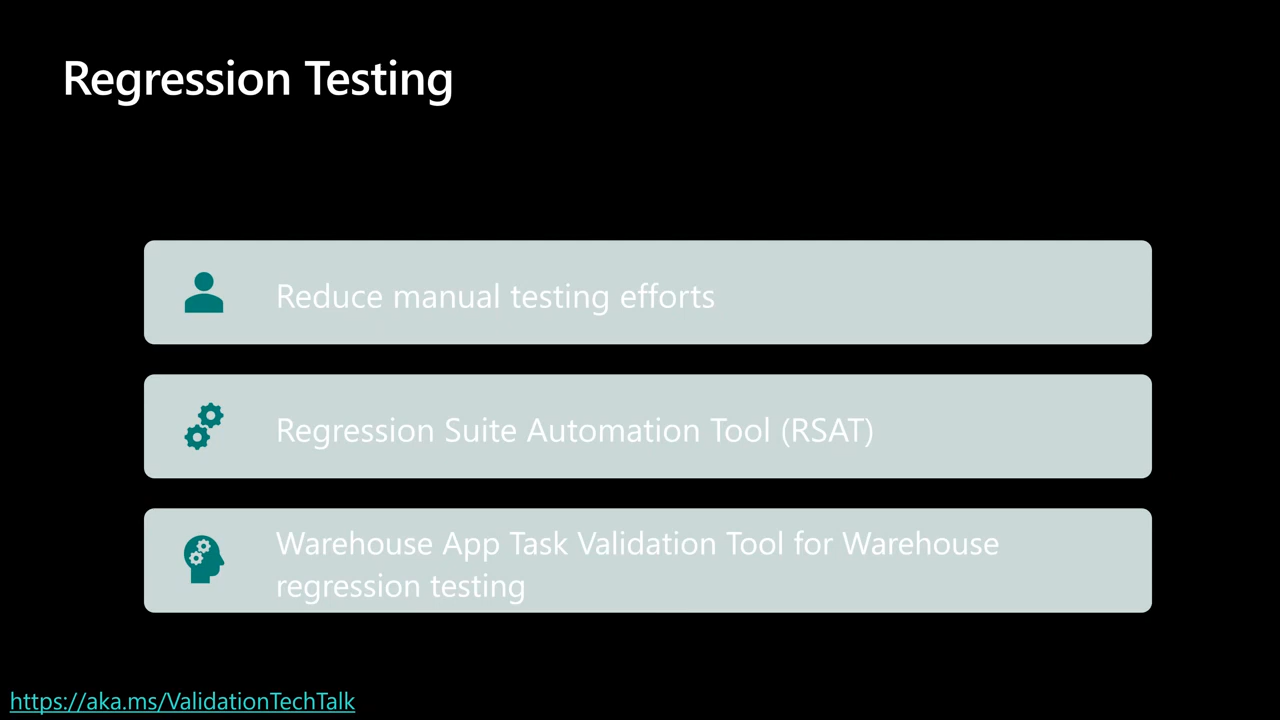 Regression Testing
Reduce manual testing efforts
Regression Suite Automation Tool (RSAT)
Warehouse App Task Validation Tool for Warehouse
regression testing
https://aka.ms/ValidationTechTalk